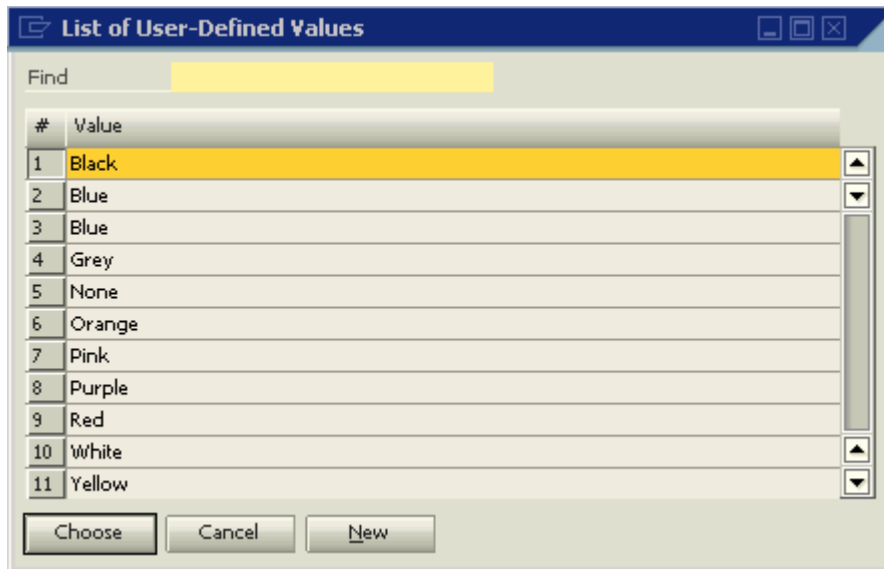 List of User-Defined Values
Find
# Value
1 Black
2 Blue
3 Blue
4 Grey
5 None
6 Orange
7 Pink
8 Purple
9 Red
10 White
11 Yellow
Choose Cancel New